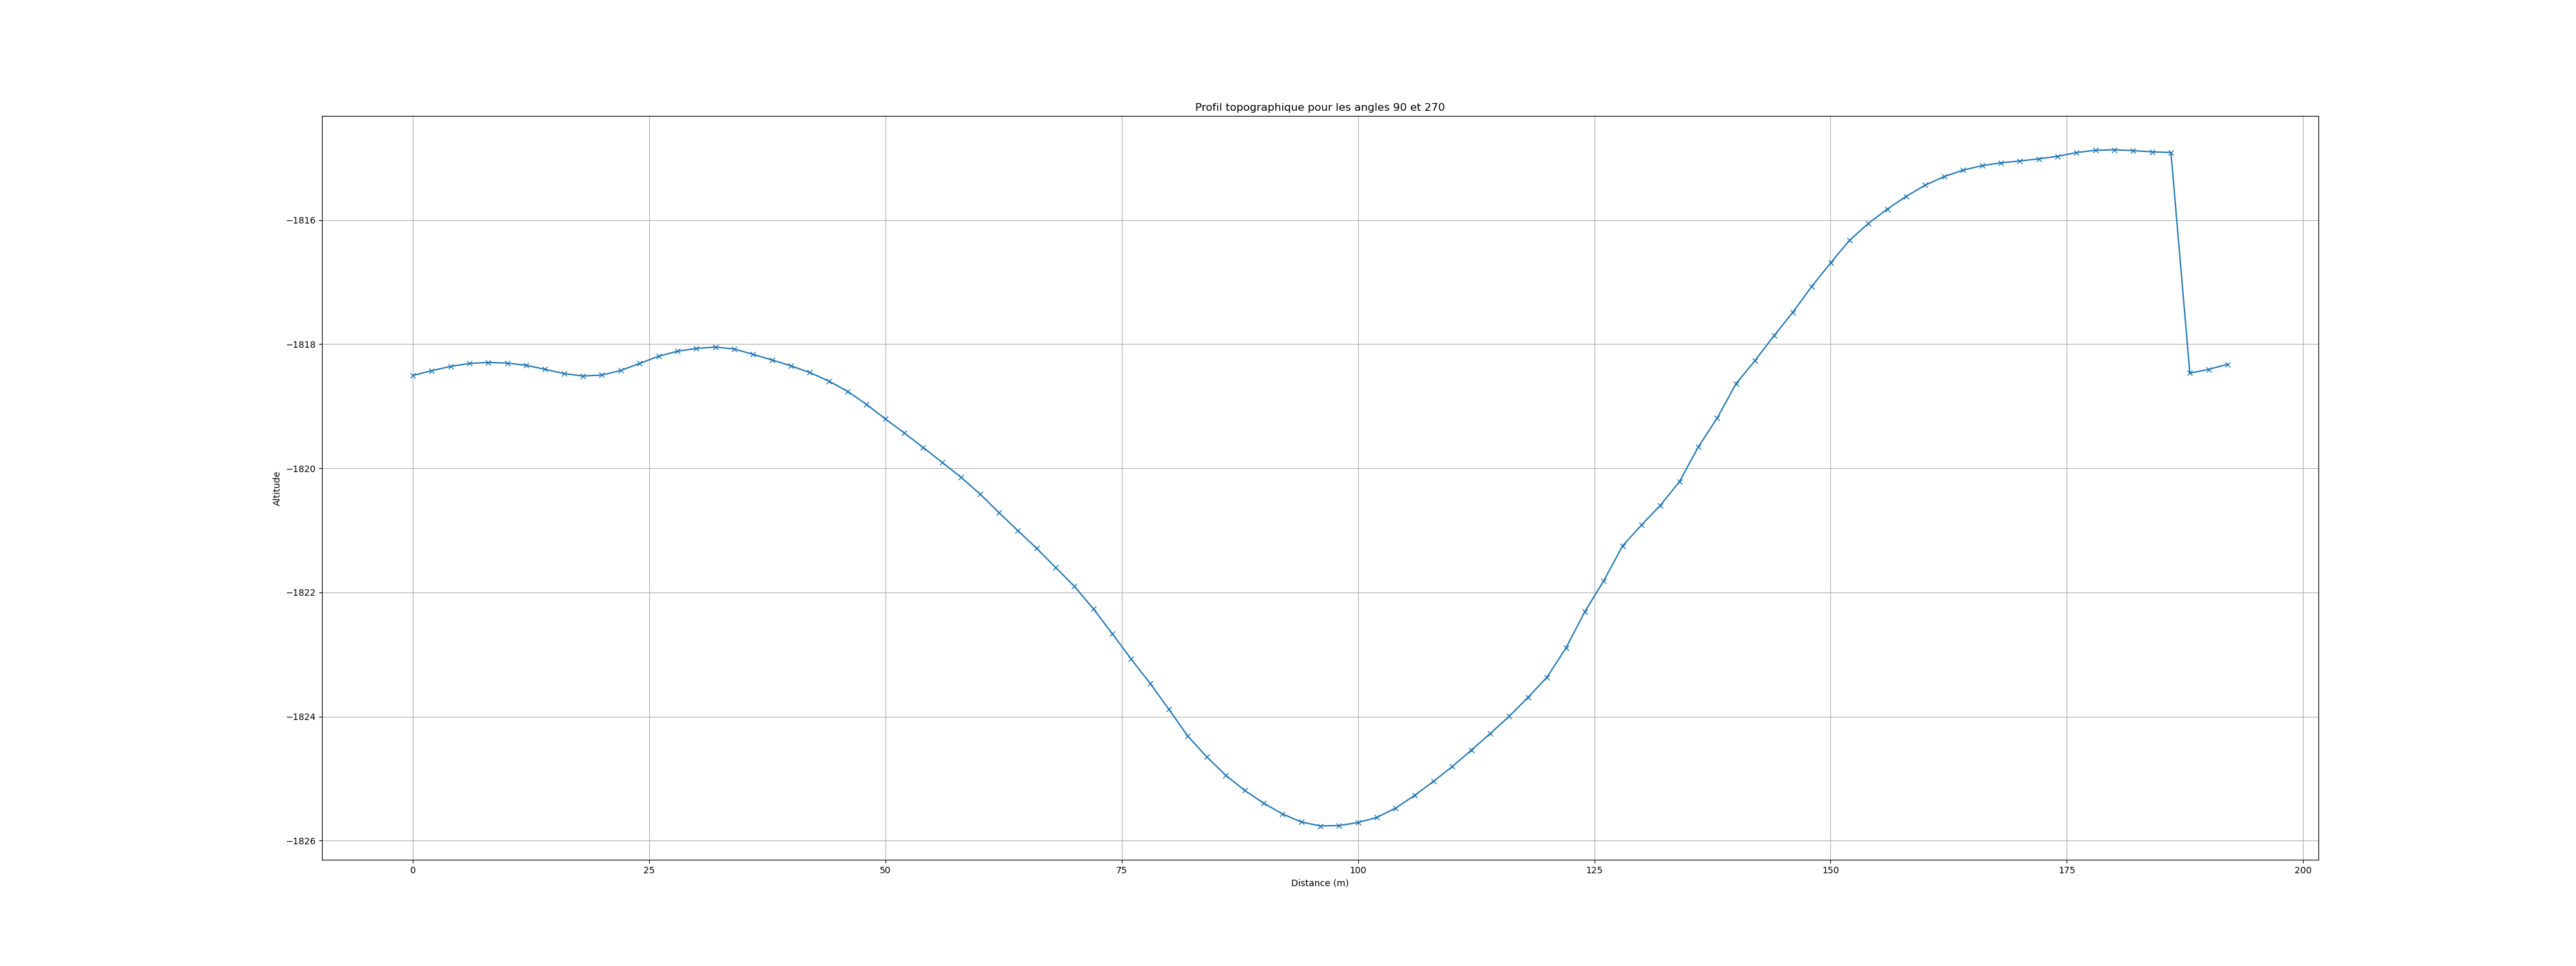 Profil topographique pour les angles 90 et 270
−1816
−1818
−1820
−1822
−1824
−1826
Altitude
0 25 50 75 100 125 150 175 200
Distance (m)